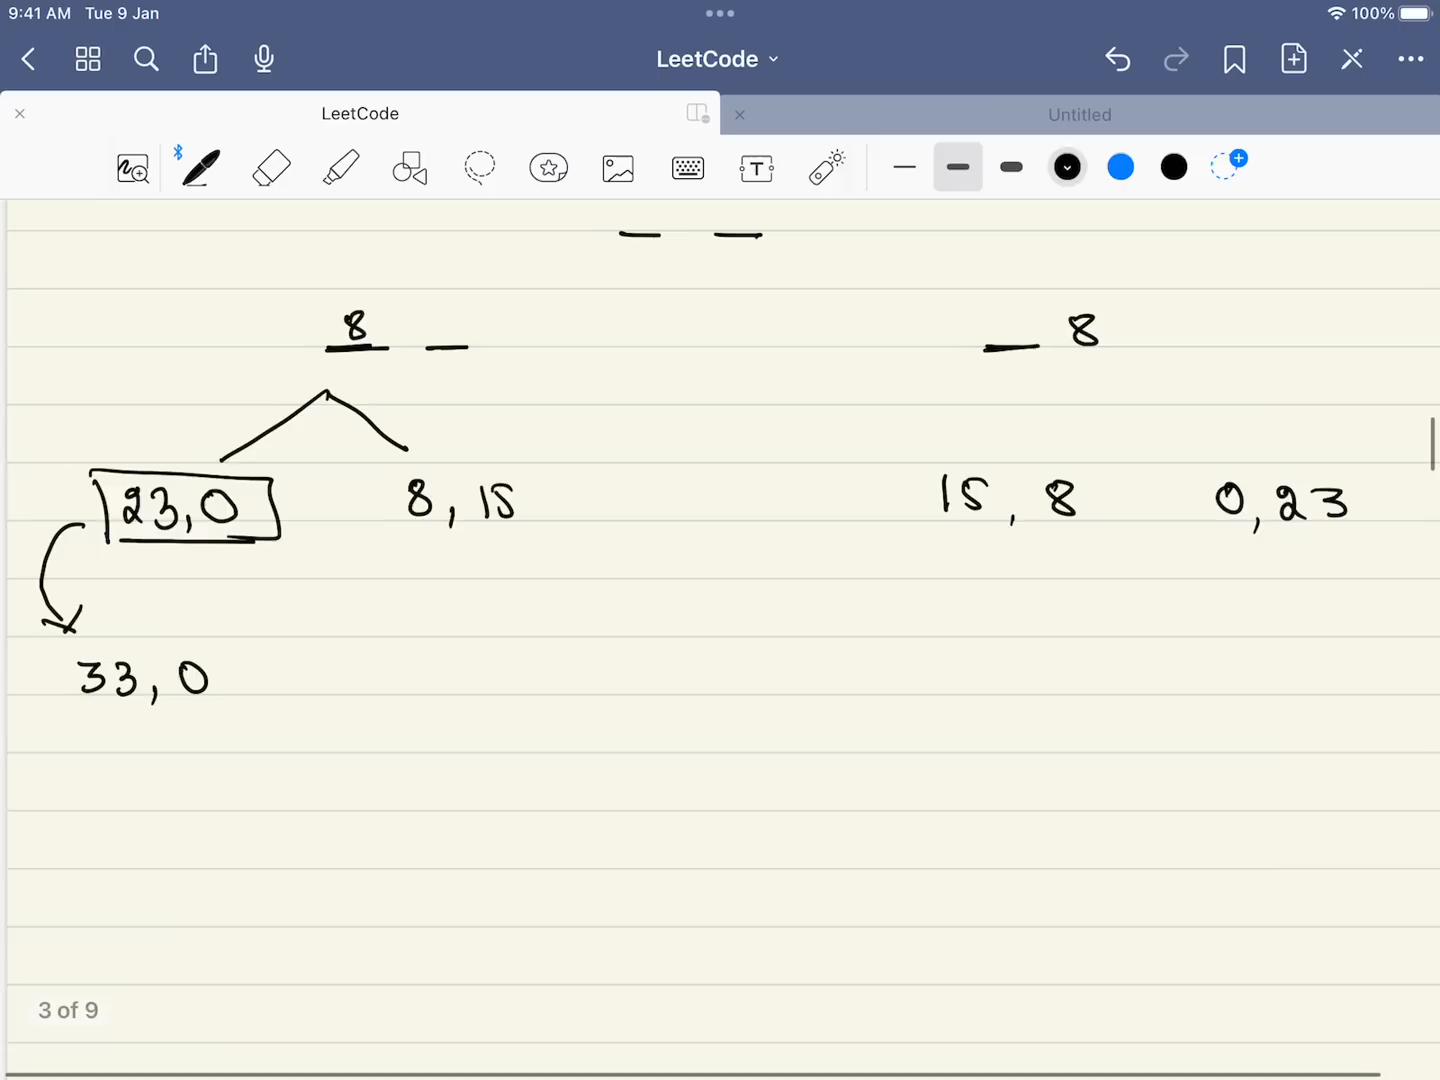 9:41 AM Tue 9 Jan
100%
LeetCode
LeetCode
Untitled
T
8
8
23,0
8, 15
15, 8
0, 23
33, 0
3 of 9